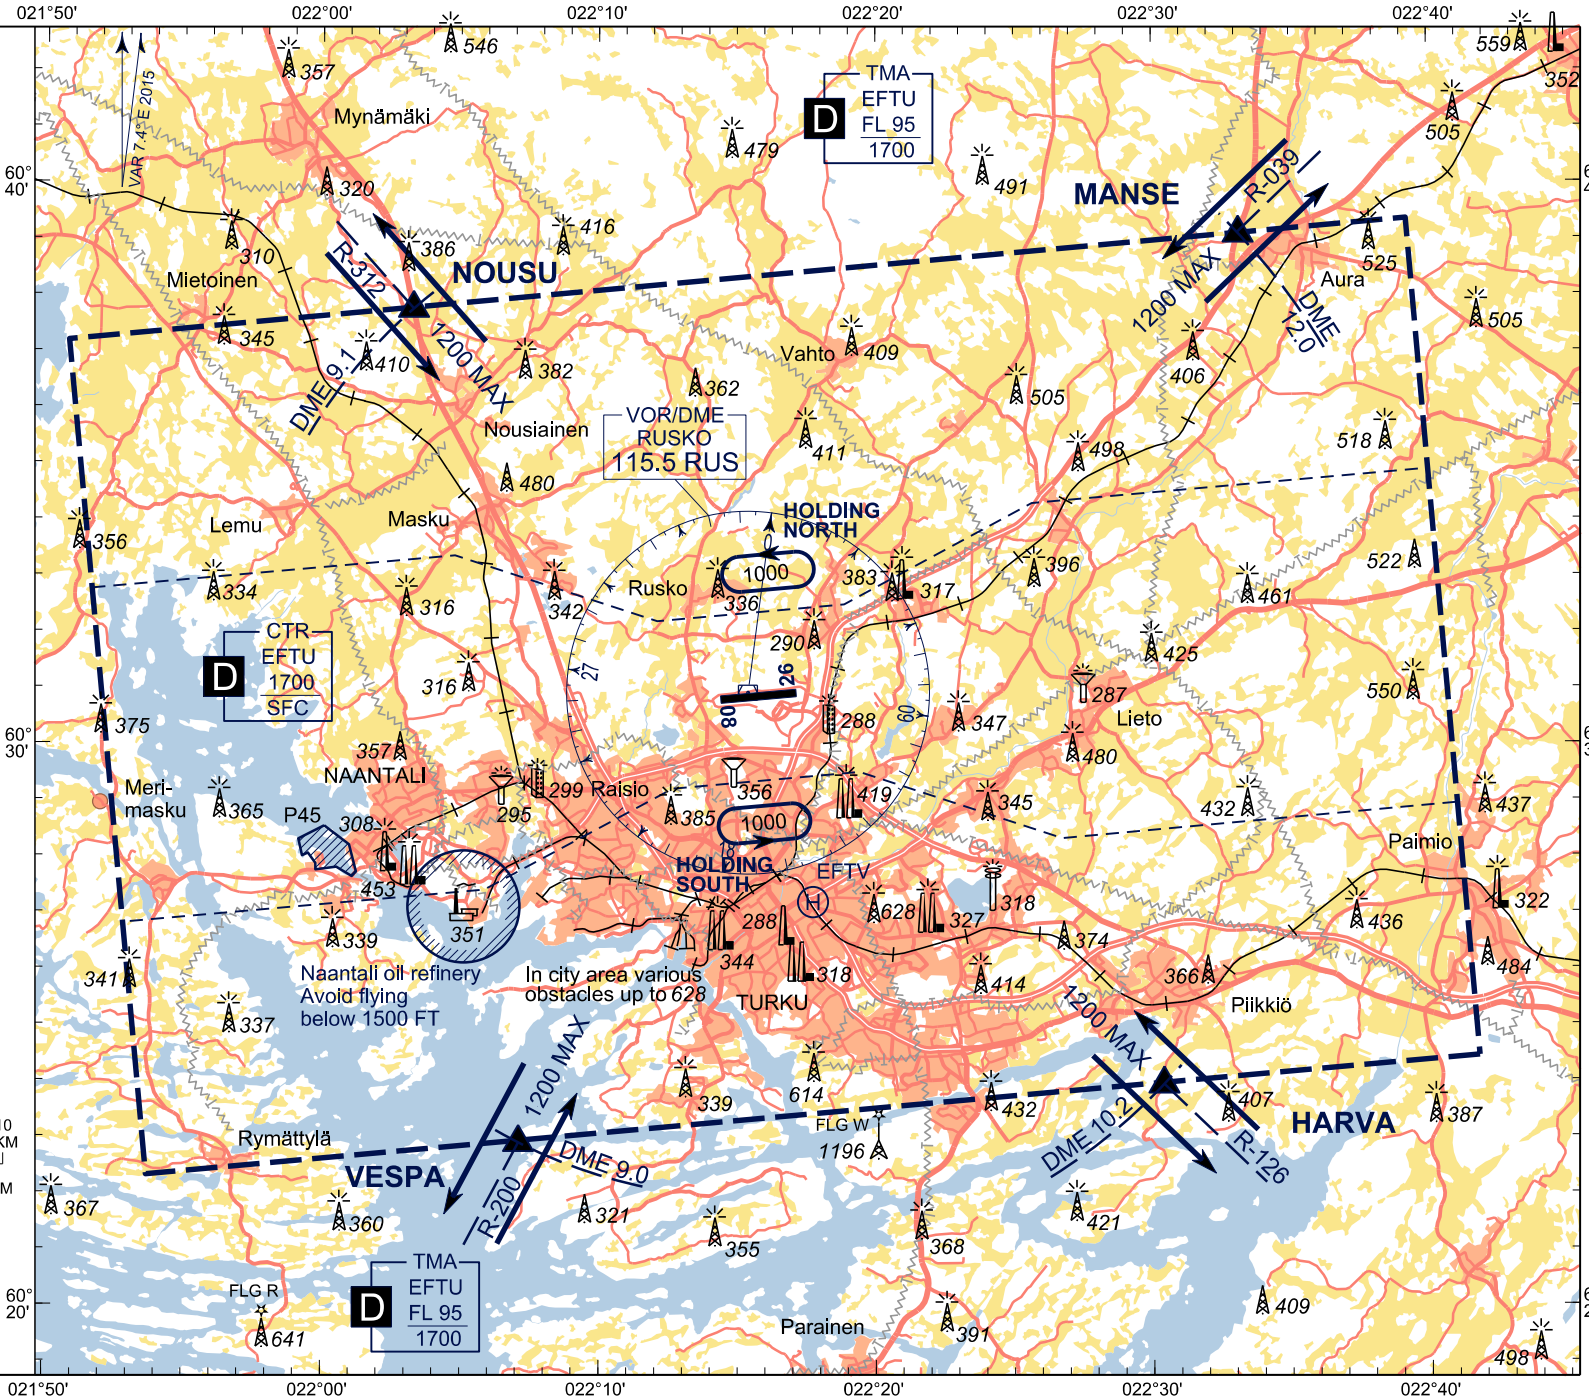 021°50'
022°00'
022°10'
022°20'
022°30'
022°40'
546
357
559
352
VAR 7.4° E 2015
Mynämäki
TMA
EFTU
FL 95
1700
D
479
505
60°
40'
320
491
MANSE
R-039
310
386
416
R-312
NOUSU
Mietoinen
1200 MAX
525
Aura
345
410
1200 MAX
382
Vahto
409
DME 12.0
505
DME 9.1
362
505
406
Nousiainen
VOR/DME
RUSKO
115.5 RUS
411
498
518
480
HOLDING
NORTH
0
Lemu
Masku
356
334
316
342
Rusko
336
1000
383
317
396
522
461
290
425
CTR
EFTU
1700
SFC
D
316
27
26
08
60
288
347
287
Lieto
550
375
357
480
60°
30'
NAANTALI
Meri-
masku
365
P45
308
295
299
Raisio
385
356
419
345
432
437
1000
18
HOLDING
SOUTH
EFTV
H
Paimio
453
351
339
288
628
327
318
374
436
322
344
318
341
Naantali oil refinery
Avoid flying
below 1500 FT
In city area various
obstacles up to 628
TURKU
414
366
484
Piikkiö
337
1200 MAX
1200 MAX
339
614
432
407
387
HARVA
FLG W
1196
DME 10.2
R-126
10
KM
M
Rymättylä
VESPA
DME 9.0
R-200
367
360
321
355
368
421
FLG R
641
TMA
EFTU
FL 95
1700
D
60°
20'
Parainen
391
409
498
021°50'
022°00'
022°10'
022°20'
022°30'
022°40'